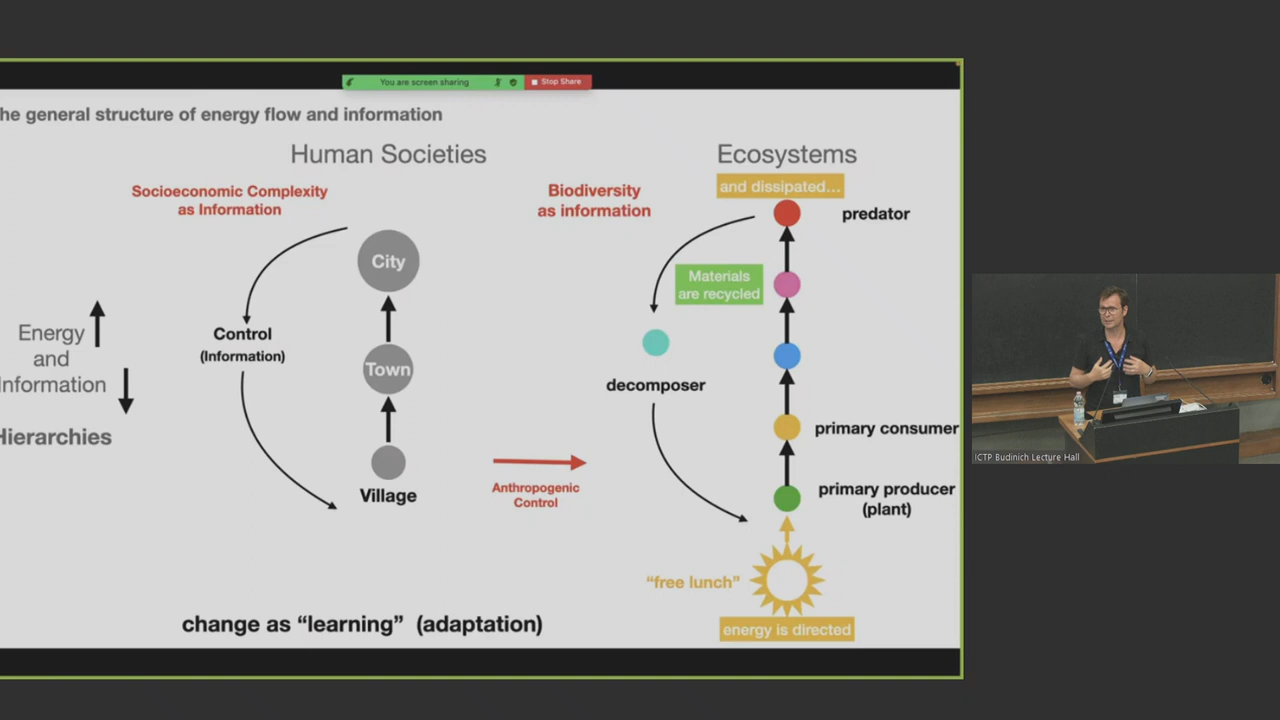 You are screen sharing
Stop Share
he general structure of energy flow and information
Human Societies
Ecosystems
and dissipated...
Socioeconomic Complexity
as Information
Biodiversity
as information
predator
City
Materials
are recycled
Energy
and
Information
Hierarchies
Control
(Information)
Town
decomposer
primary consumer
Anthropogenic
Control
Village
primary producer
(plant)
"free lunch"
change as "learning" (adaptation)
energy is directed
ICTP Budinich Lecture Hall